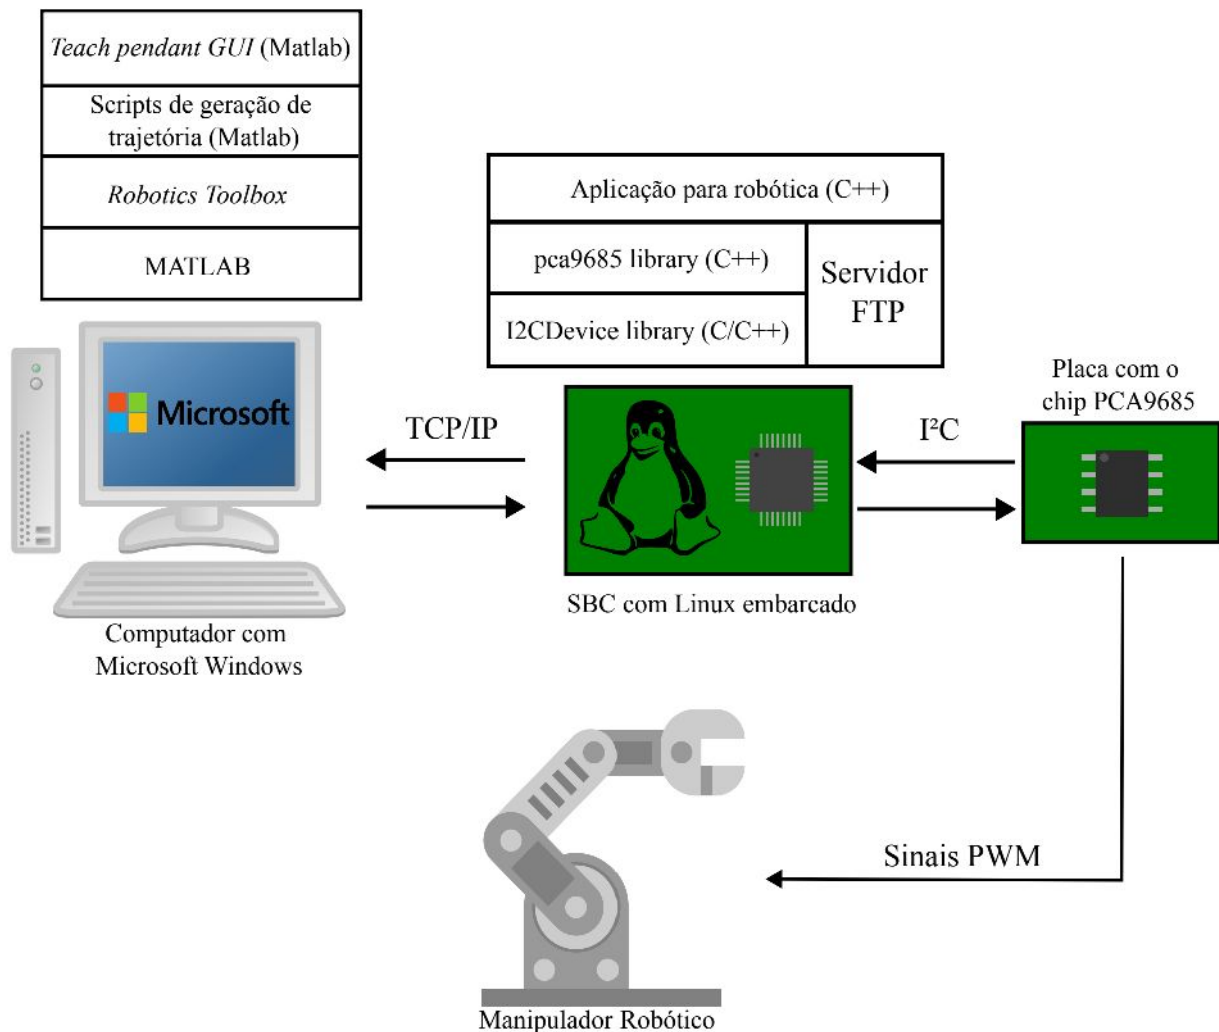 Teach pendant GUI (Matlab)
Scripts de geração de
trajetória (Matlab)
Robotics Toolbox
MATLAB
Microsoft
Computador com
Microsoft Windows
TCP/IP
Aplicação para robótica (C++)
pca9685 library (C++)
I2CDevice library (C/C++)
Servidor
FTP
SBC com Linux embarcado
I²C
Placa com o
chip PCA9685
Sinais PWM
Manipulador Robótico